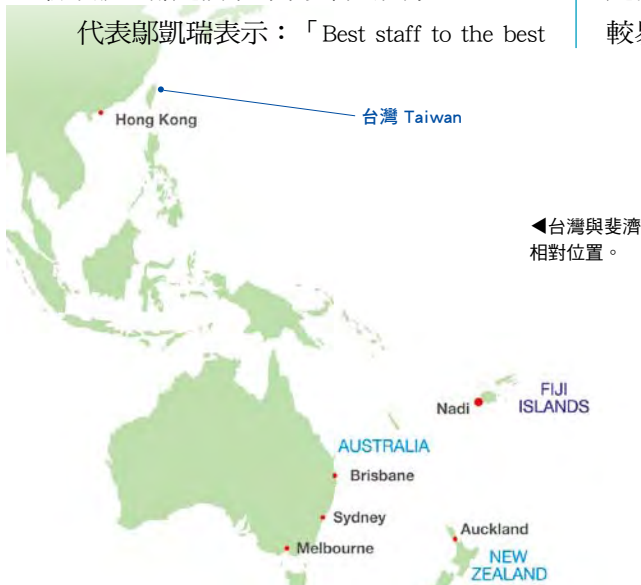 代表鄔凱瑞表示：「Best staff to the best
Hong Kong
台灣 Taiwan
◀台灣與斐濟
相對位置。
FIJI
ISLANDS
Nadi
AUSTRALIA
Brisbane
Sydney
Melbourne
Auckland
NEW
ZEALAND